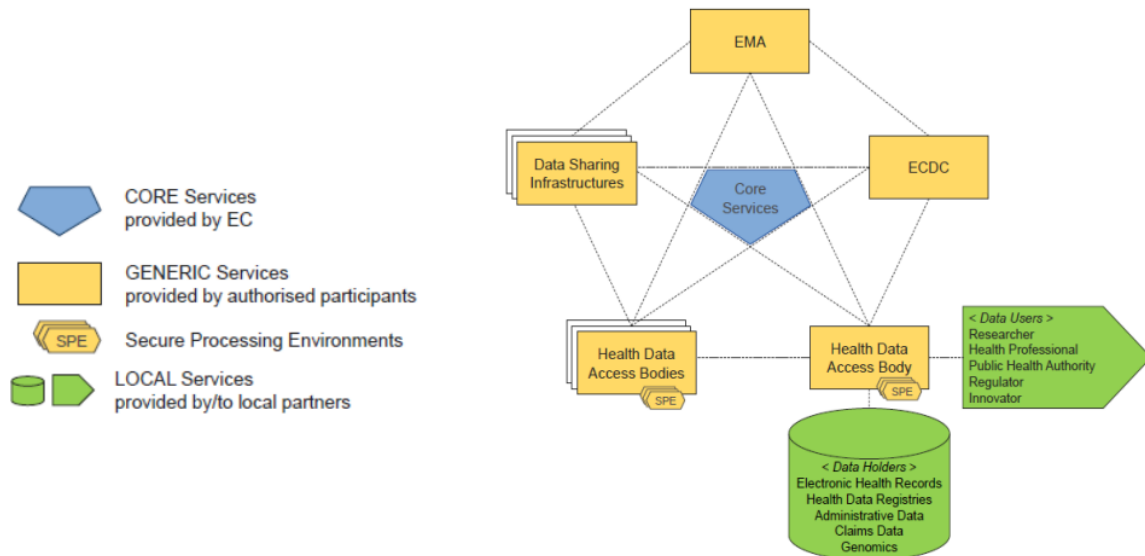 EMA
Data Sharing
Infrastructures
ECDC
Core
Services
CORE Services
provided by EC
GENERIC Services
provided by authorised participants
SPE
Secure Processing Environments
LOCAL Services
provided by/to local partners
Health Data
Access Bodies
SPE
Health Data
Access Body
SPE
< Data Users >
Researcher
Health Professional
Public Health Authority
Regulator
Innovator
< Data Holders >
Electronic Health Records
Health Data Registries
Administrative Data
Claims Data
Genomics